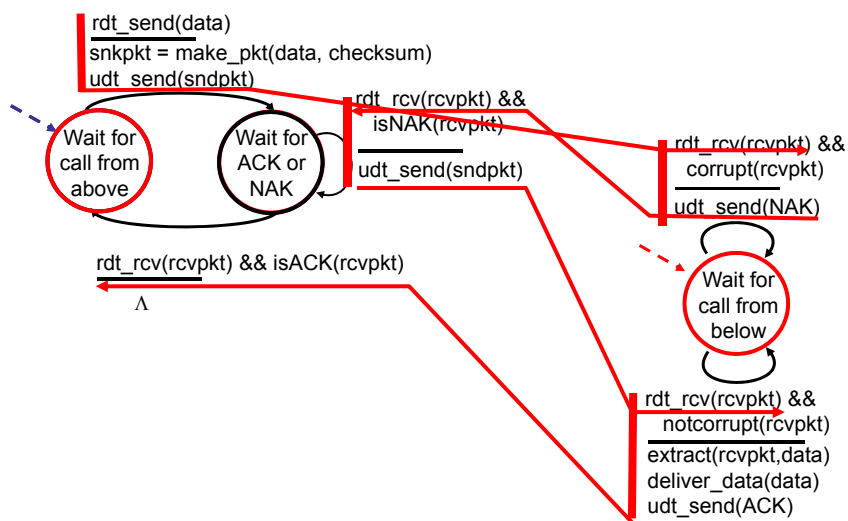 rdt_send(data)
snkpkt = make_pkt(data, checksum)
udt_send(sndpkt)
Wait for
call from
above
Wait for
ACK or
NAK
rdt_rcv(rcvpkt) &&
isNAK(rcvpkt)
udt_send(sndpkt)
rdt_rcv(rcvpkt) &&
corrupt(rcvpkt)
udt_send(NAK)
rdt_rcv(rcvpkt) && isACK(rcvpkt)
Λ
Wait for
call from
below
rdt_rcv(rcvpkt) &&
notcorrupt(rcvpkt)
extract(rcvpkt,data)
deliver_data(data)
udt_send(ACK)